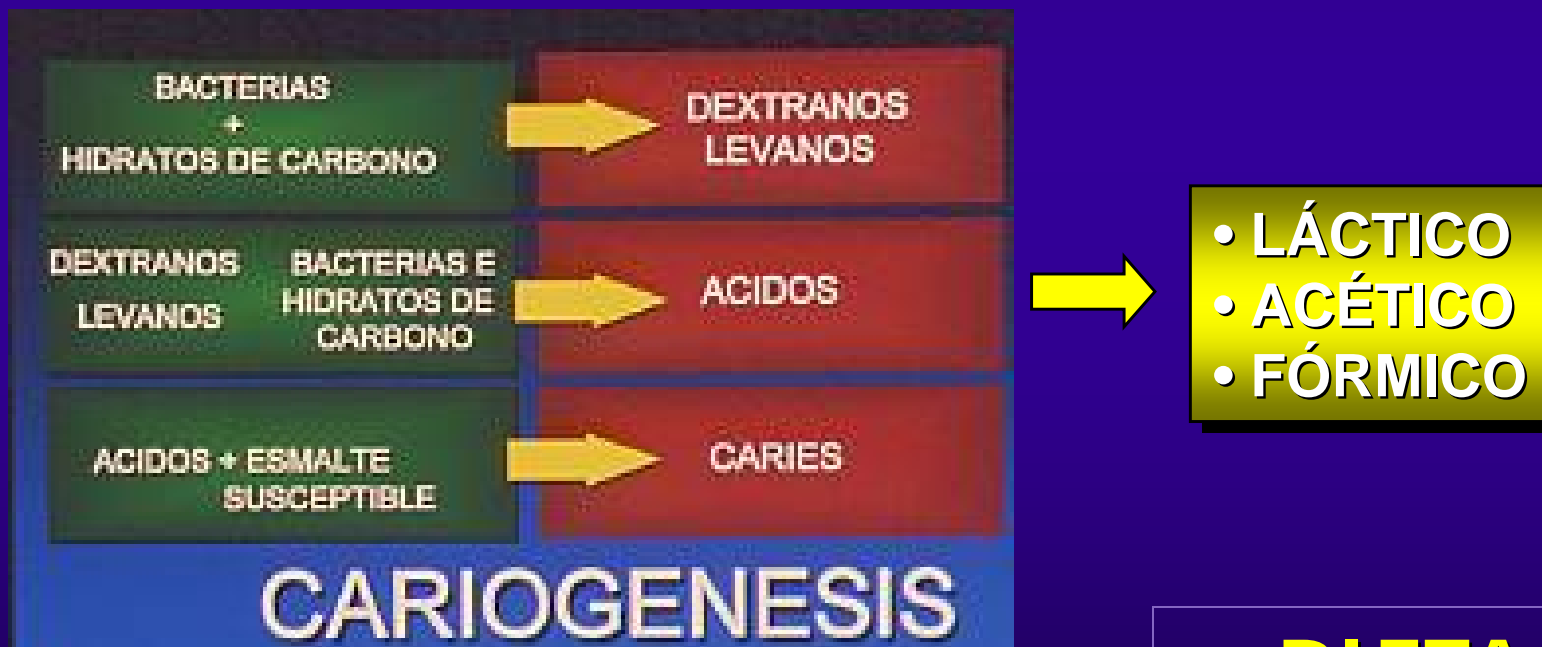 BACTERIAS
+
HIDRATOS DE CARBONO
DEXTRANOS
LEVANOS
DEXTRANOS
LEVANOS
BACTERIAS E
HIDRATOS DE
CARBONO
ACIDOS
ACIDOS + ESMALTE
SUSCEPTIBLE
CARIES
CARIOGENESIS
• LÁCTICO
• ACÉTICO
• FÓRMICO
DIETA